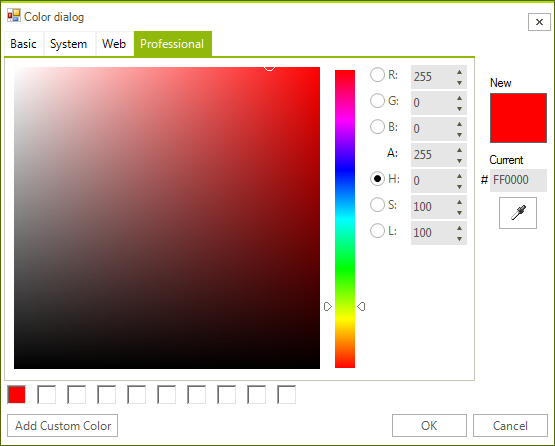 Color dialog
Basic System Web Professional
R: 255
G: 0
B: 0
A: 255
H: 0
S: 100
L: 100
New
Current
# FF0000
Add Custom Color
OK
Cancel